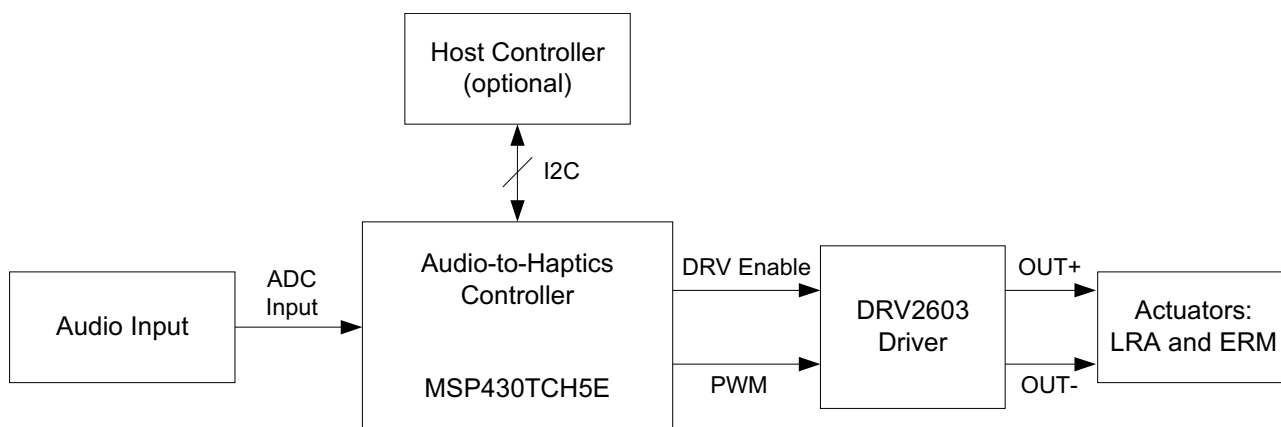 Host Controller
(optional)
I2C
Audio Input
ADC
Input
Audio-to-Haptics
Controller
MSP430TCH5E
DRV Enable
PWM
DRV2603
Driver
OUT+
OUT-
Actuators:
LRA and ERM